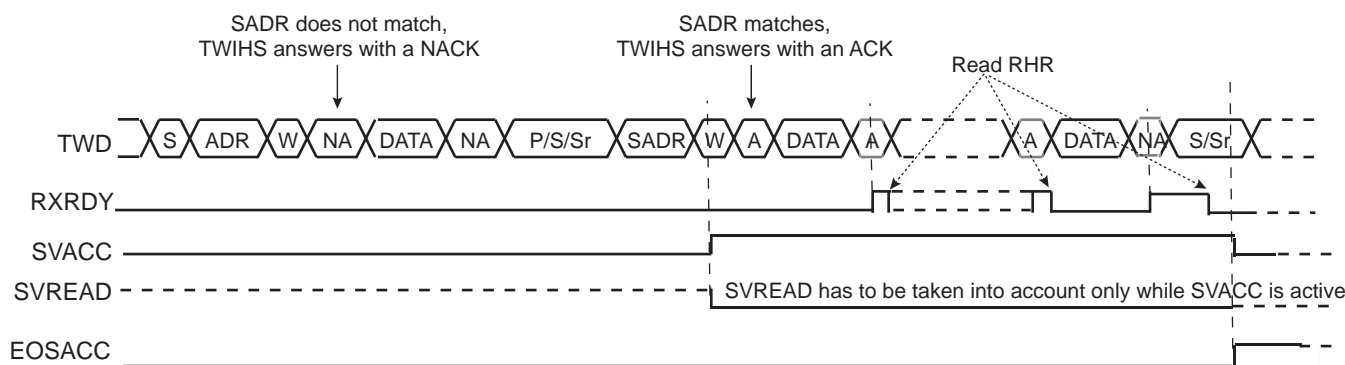 SADR does not match,
TWIHS answers with a NACK
SADR matches,
TWIHS answers with an ACK
Read RHR
TWD S ADR W NA DATA NA P/S/Sr SADR W A DATA A A DATA NA S/Sr
RXRDY
SVACC
SVREAD SVREAD has to be taken into account only while SVACC is active
EOSACC